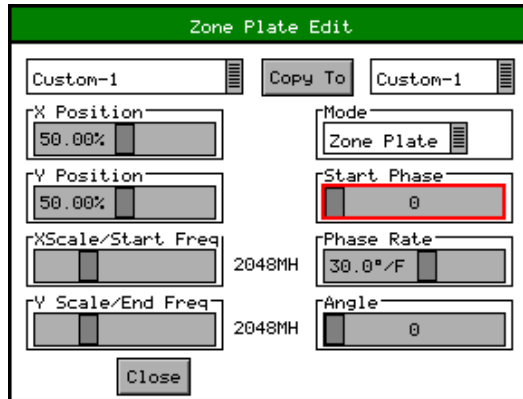 Zone Plate Edit
Custom-1
Copy To
Custom-1
X Position
50.00%
Mode
Zone Plate
Y Position
50.00%
Start Phase
0
XScale/Start Freq
2048MH
Phase Rate
30.0°/F
Y Scale/End Freq
2048MH
Angle
0
Close